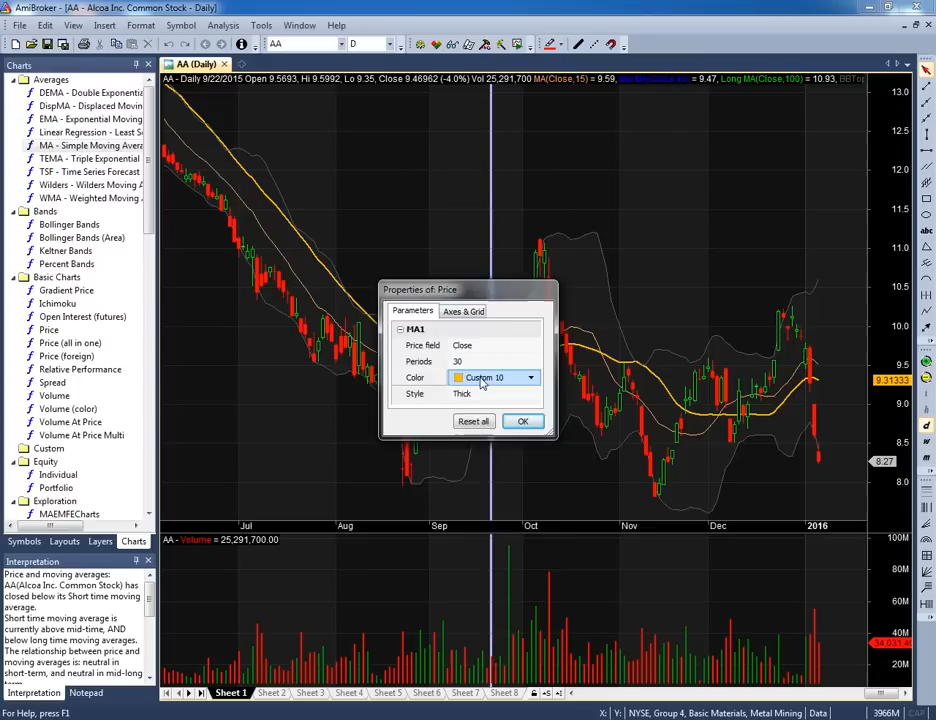 AmiBroker - [AA - Alcoa Inc. Common Stock - Daily]
File Edit View Insert Format Symbol Analysis Tools Window Help
AA D
Charts
AA (Daily)
AA - Daily 9/22/2015 Open 9.5693, Hi 9.5992, Lo 9.35, Close 9.46962 (-4.0%) Vol 25,291,700 MA(Close,15) = 9.59, = 9.47, Long MA(Close,100) = 10.93, BBTop
Averages
DEMA - Double Exponentia
DispMA - Displaced Movin
EMA - Exponential Moving
Linear Regression - Least S
MA - Simple Moving Avera
TEMA - Triple Exponential
TSF - Time Series Forecast
Wilders - Wilders Moving A
WMA - Weighted Moving
Bands
Bollinger Bands
Bollinger Bands (Area)
Keltner Bands
Percent Bands
Basic Charts
Gradient Price
Ichimoku
Open Interest (futures)
Price
Price (all in one)
Price (foreign)
Relative Performance
Spread
Volume
Volume (color)
Volume At Price
Volume At Price Multi
Custom
Equity
Individual
Portfolio
Exploration
MAEMFECharts
Symbols Layouts Layers Charts
Interpretation
Price and moving averages:
AA(Alcoa Inc. Common Stock) has
closed below its Short time moving
average.
Short time moving average is
currently above mid-time, AND
below long time moving averages.
The relationship between price and
moving averages is: neutral in
short-term, and neutral in mid-long
term.
Interpretation Notepad
Properties of: Price
Parameters Axes & Grid
MA1
Price field Close
Periods 30
Color Custom 10
Style Thick
Reset all OK
13.0
12.5
12.0
11.5
11.0
10.5
10.0
9.5
9.31333
9.0
8.5
8.27
8.0
Jul Aug Sep Oct Nov Dec 2016
AA - Volume = 25,291,700.00
100M
80M
60M
40M
20M
Sheet 1 Sheet 2 Sheet 3 Sheet 4 Sheet 5 Sheet 6 Sheet 7 Sheet 8
abc
d
w
m
For Help, press F1
X: Y: NYSE, Group 4, Basic Materials, Metal Mining Data 3966M CAP